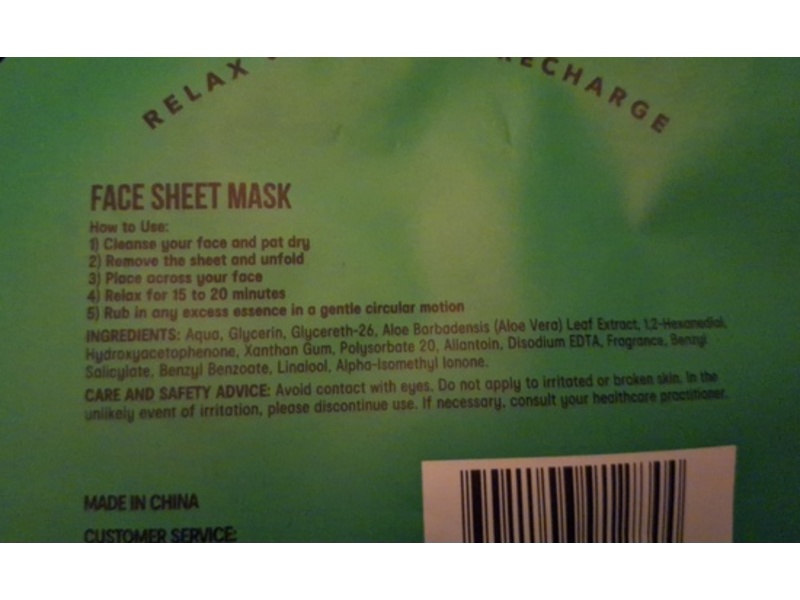 RELAX
RECHARGE
FACE SHEET MASK
How to Use:
1) Cleanse your face and pat dry
2) Remove the sheet and unfold
3) Place across your face
4) Relax for 15 to 20 minutes
5) Rub in any excess essence in a gentle circular motion
INGREDIENTS: Aqua, Glycerin, Glycereth-26, Aloe Barbadensis (Aloe Vera) Leaf Extract, 1,2-Hexanediol,
Hydroxyacetophenone, Xanthan Gum, Polysorbate 20, Allantoin, Disodium EDTA, Fragrance, Benzyl
Salicylate, Benzyl Benzoate, Linalool, Alpha-Isomethyl Ionone.
CARE AND SAFETY ADVICE: Avoid contact with eyes. Do not apply to irritated or broken skin. In the
unlikely event of irritation, please discontinue use. If necessary, consult your healthcare practitioner.
MADE IN CHINA
CUSTOMER SERVICE: